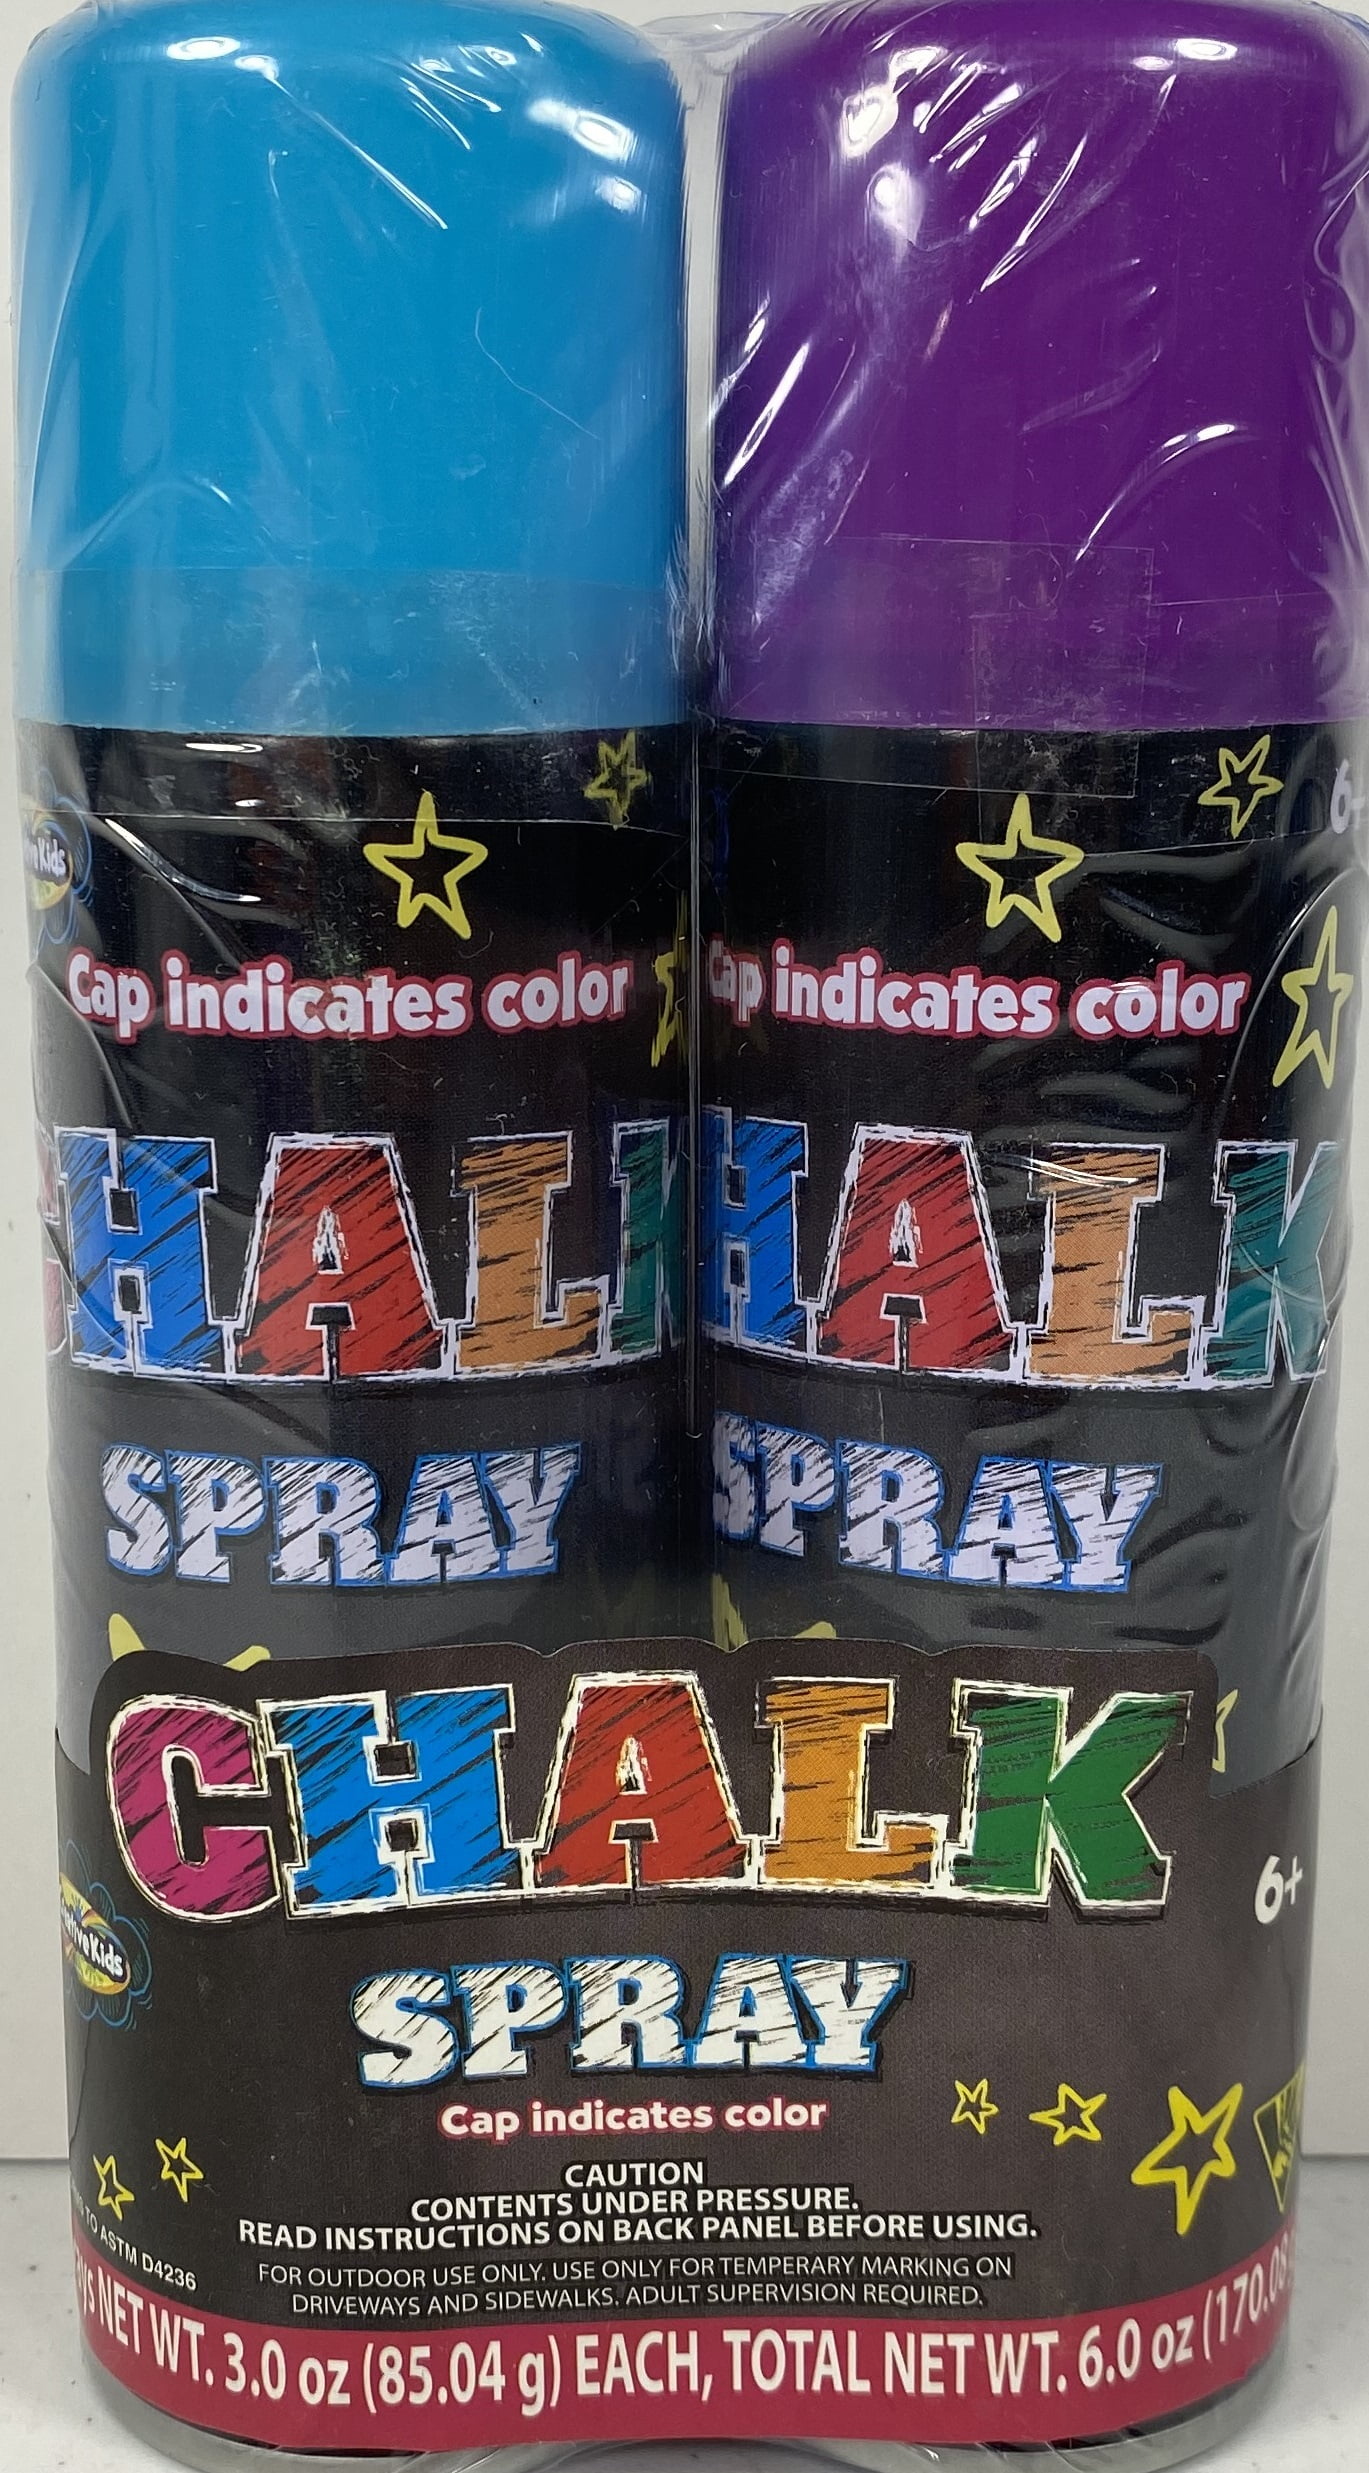 Cap indicates color
Cap indicates color
HALK
HALK
SPRAY
SPRAY
CHALK
6+
SPRAY
Cap indicates color
CAUTION
CONTENTS UNDER PRESSURE.
READ INSTRUCTIONS ON BACK PANEL BEFORE USING.
FOR OUTDOOR USE ONLY. USE ONLY FOR TEMPERARY MARKING ON
DRIVEWAYS AND SIDEWALKS. ADULT SUPERVISION REQUIRED.
TO ASTM D4236
NET WT. 3.0 oz (85.04 g) EACH, TOTAL NET WT. 6.0 oz